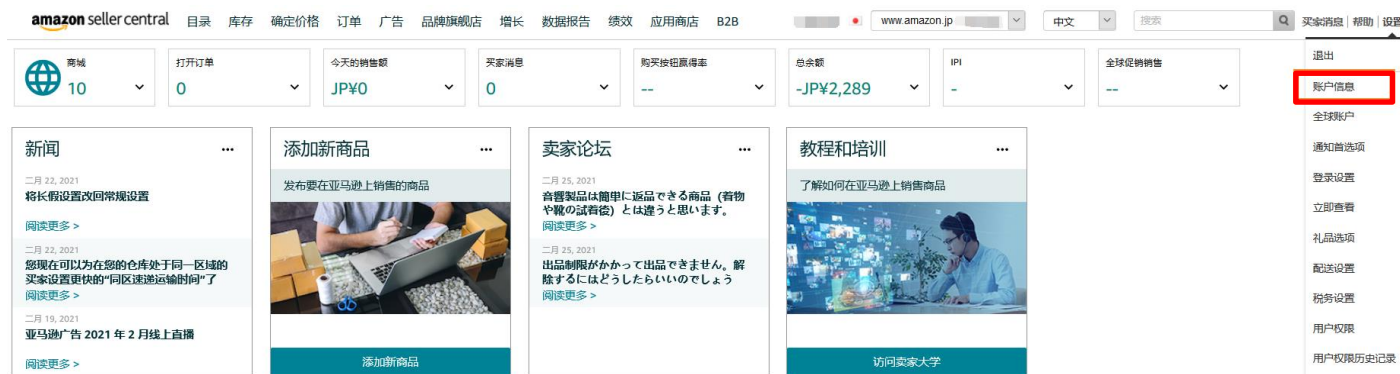 amazon seller central 目录 库存 确定价格 订单 广告 品牌旗舰店 增长 数据报告 绩效 应用商店 B2B www.amazon.jp 中文 搜索 买家消息 | 帮助 | 设置
商城
10
打开订单
0
今天的销售额
JP¥0
买家消息
0
购买按钮赢得率
--
总余额
-JP¥2,289
IPI
-
全球促销销售
--
退出
账户信息
全球账户
通知首选项
登录设置
立即查看
礼品选项
配送设置
税务设置
用户权限
用户权限历史记录
新闻
二月 22, 2021
将长假设置改回常规设置
阅读更多 >
二月 22, 2021
您现在可以为在您的仓库处于同一区域的
买家设置更快的“同区速递运输时间”了
阅读更多 >
二月 19, 2021
亚马逊广告 2021 年 2 月线上直播
阅读更多 >
添加新商品
发布要在亚马逊上销售的商品
添加新商品
卖家论坛
二月 25, 2021
音響製品は簡単に返品できる商品（着物
や靴の試着後）とは違うと思います。
阅读更多 >
二月 25, 2021
出品制限がかかって出品できません。解
除するにはどうしたらいいのでしょう
阅读更多 >
教程和培训
了解如何在亚马逊上销售商品
访问卖家大学